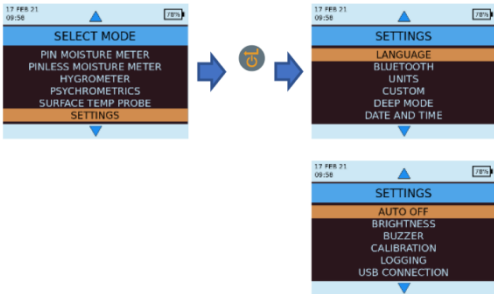 17 FEB 21
09:56
78%
SELECT MODE
PIN MOISTURE METER
PINLESS MOISTURE METER
HYGROMETER
PSYCHROMETRICS
SURFACE TEMP PROBE
SETTINGS
17 FEB 21
09:56
78%
SETTINGS
LANGUAGE
BLUETOOTH
UNITS
CUSTOM
DEEP MODE
DATE AND TIME
17 FEB 21
09:56
78%
SETTINGS
AUTO OFF
BRIGHTNESS
BUZZER
CALIBRATION
LOGGING
USB CONNECTION